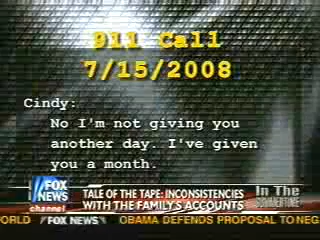 911 Call
7/15/2008
Cindy:
No I'm not giving you
another day. I've given
you a month.
FOX
NEWS
channel
TALE OF THE TAPE: INCONSISTENCIES
WITH THE FAMILY'S ACCOUNTS
In The
WORLD FOX NEWS OBAMA DEFENDS PROPOSAL TO NEG